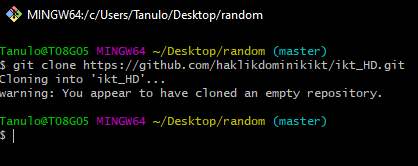 MINGW64:/c/Users/Tanulo/Desktop/random
Tanulo@T08G05 MINGW64 ~/Desktop/random (master)
$ git clone https://github.com/haklikdominikikt/ikt_HD.git
Cloning into 'ikt_HD'...
warning: You appear to have cloned an empty repository.
Tanulo@T08G05 MINGW64 ~/Desktop/random (master)
$